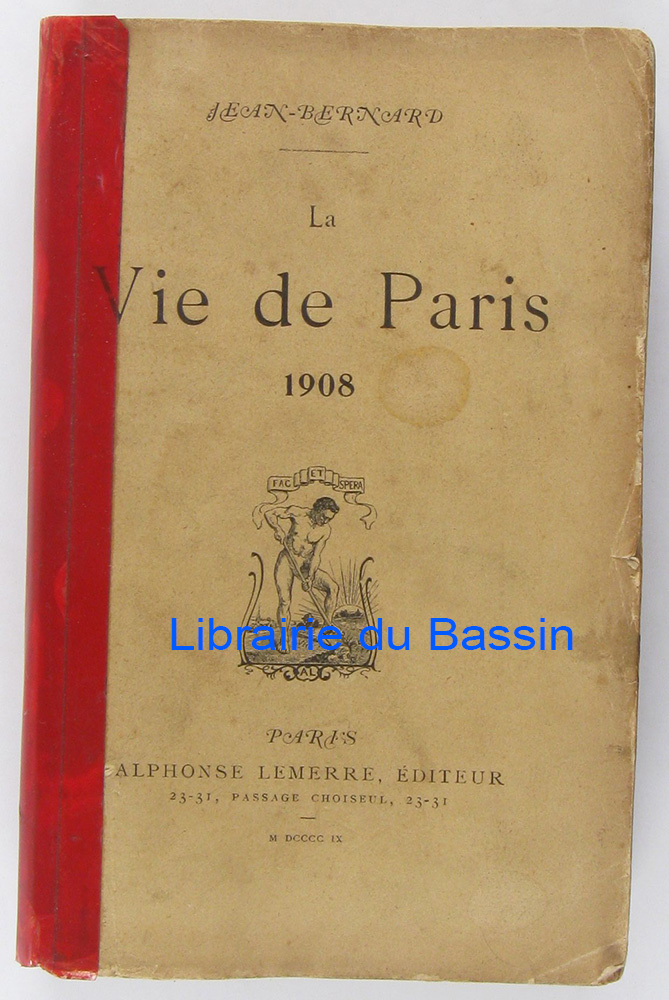 JEAN-BERNARD
La
Vie de Paris
1908
FAC ET SPERA
AL
Librairie du Bassin
PARIS
ALPHONSE LEMERRE, ÉDITEUR
23-31, PASSAGE CHOISEUL, 23-31
M DCCCC IX